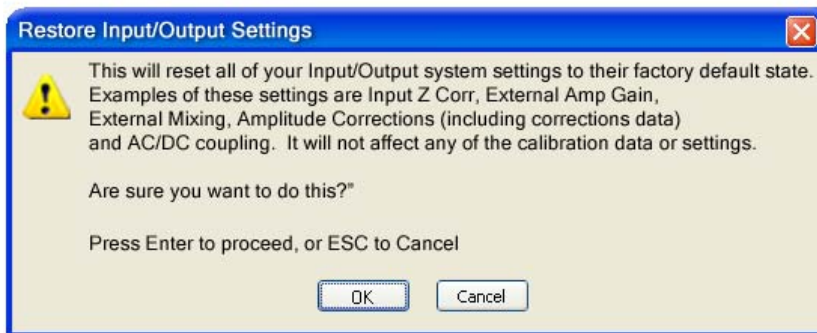 Restore Input/Output Settings
This will reset all of your Input/Output system settings to their factory default state.
Examples of these settings are Input Z Corr, External Amp Gain,
External Mixing, Amplitude Corrections (including corrections data)
and AC/DC coupling. It will not affect any of the calibration data or settings.
Are sure you want to do this?"
Press Enter to proceed, or ESC to Cancel
OK
Cancel